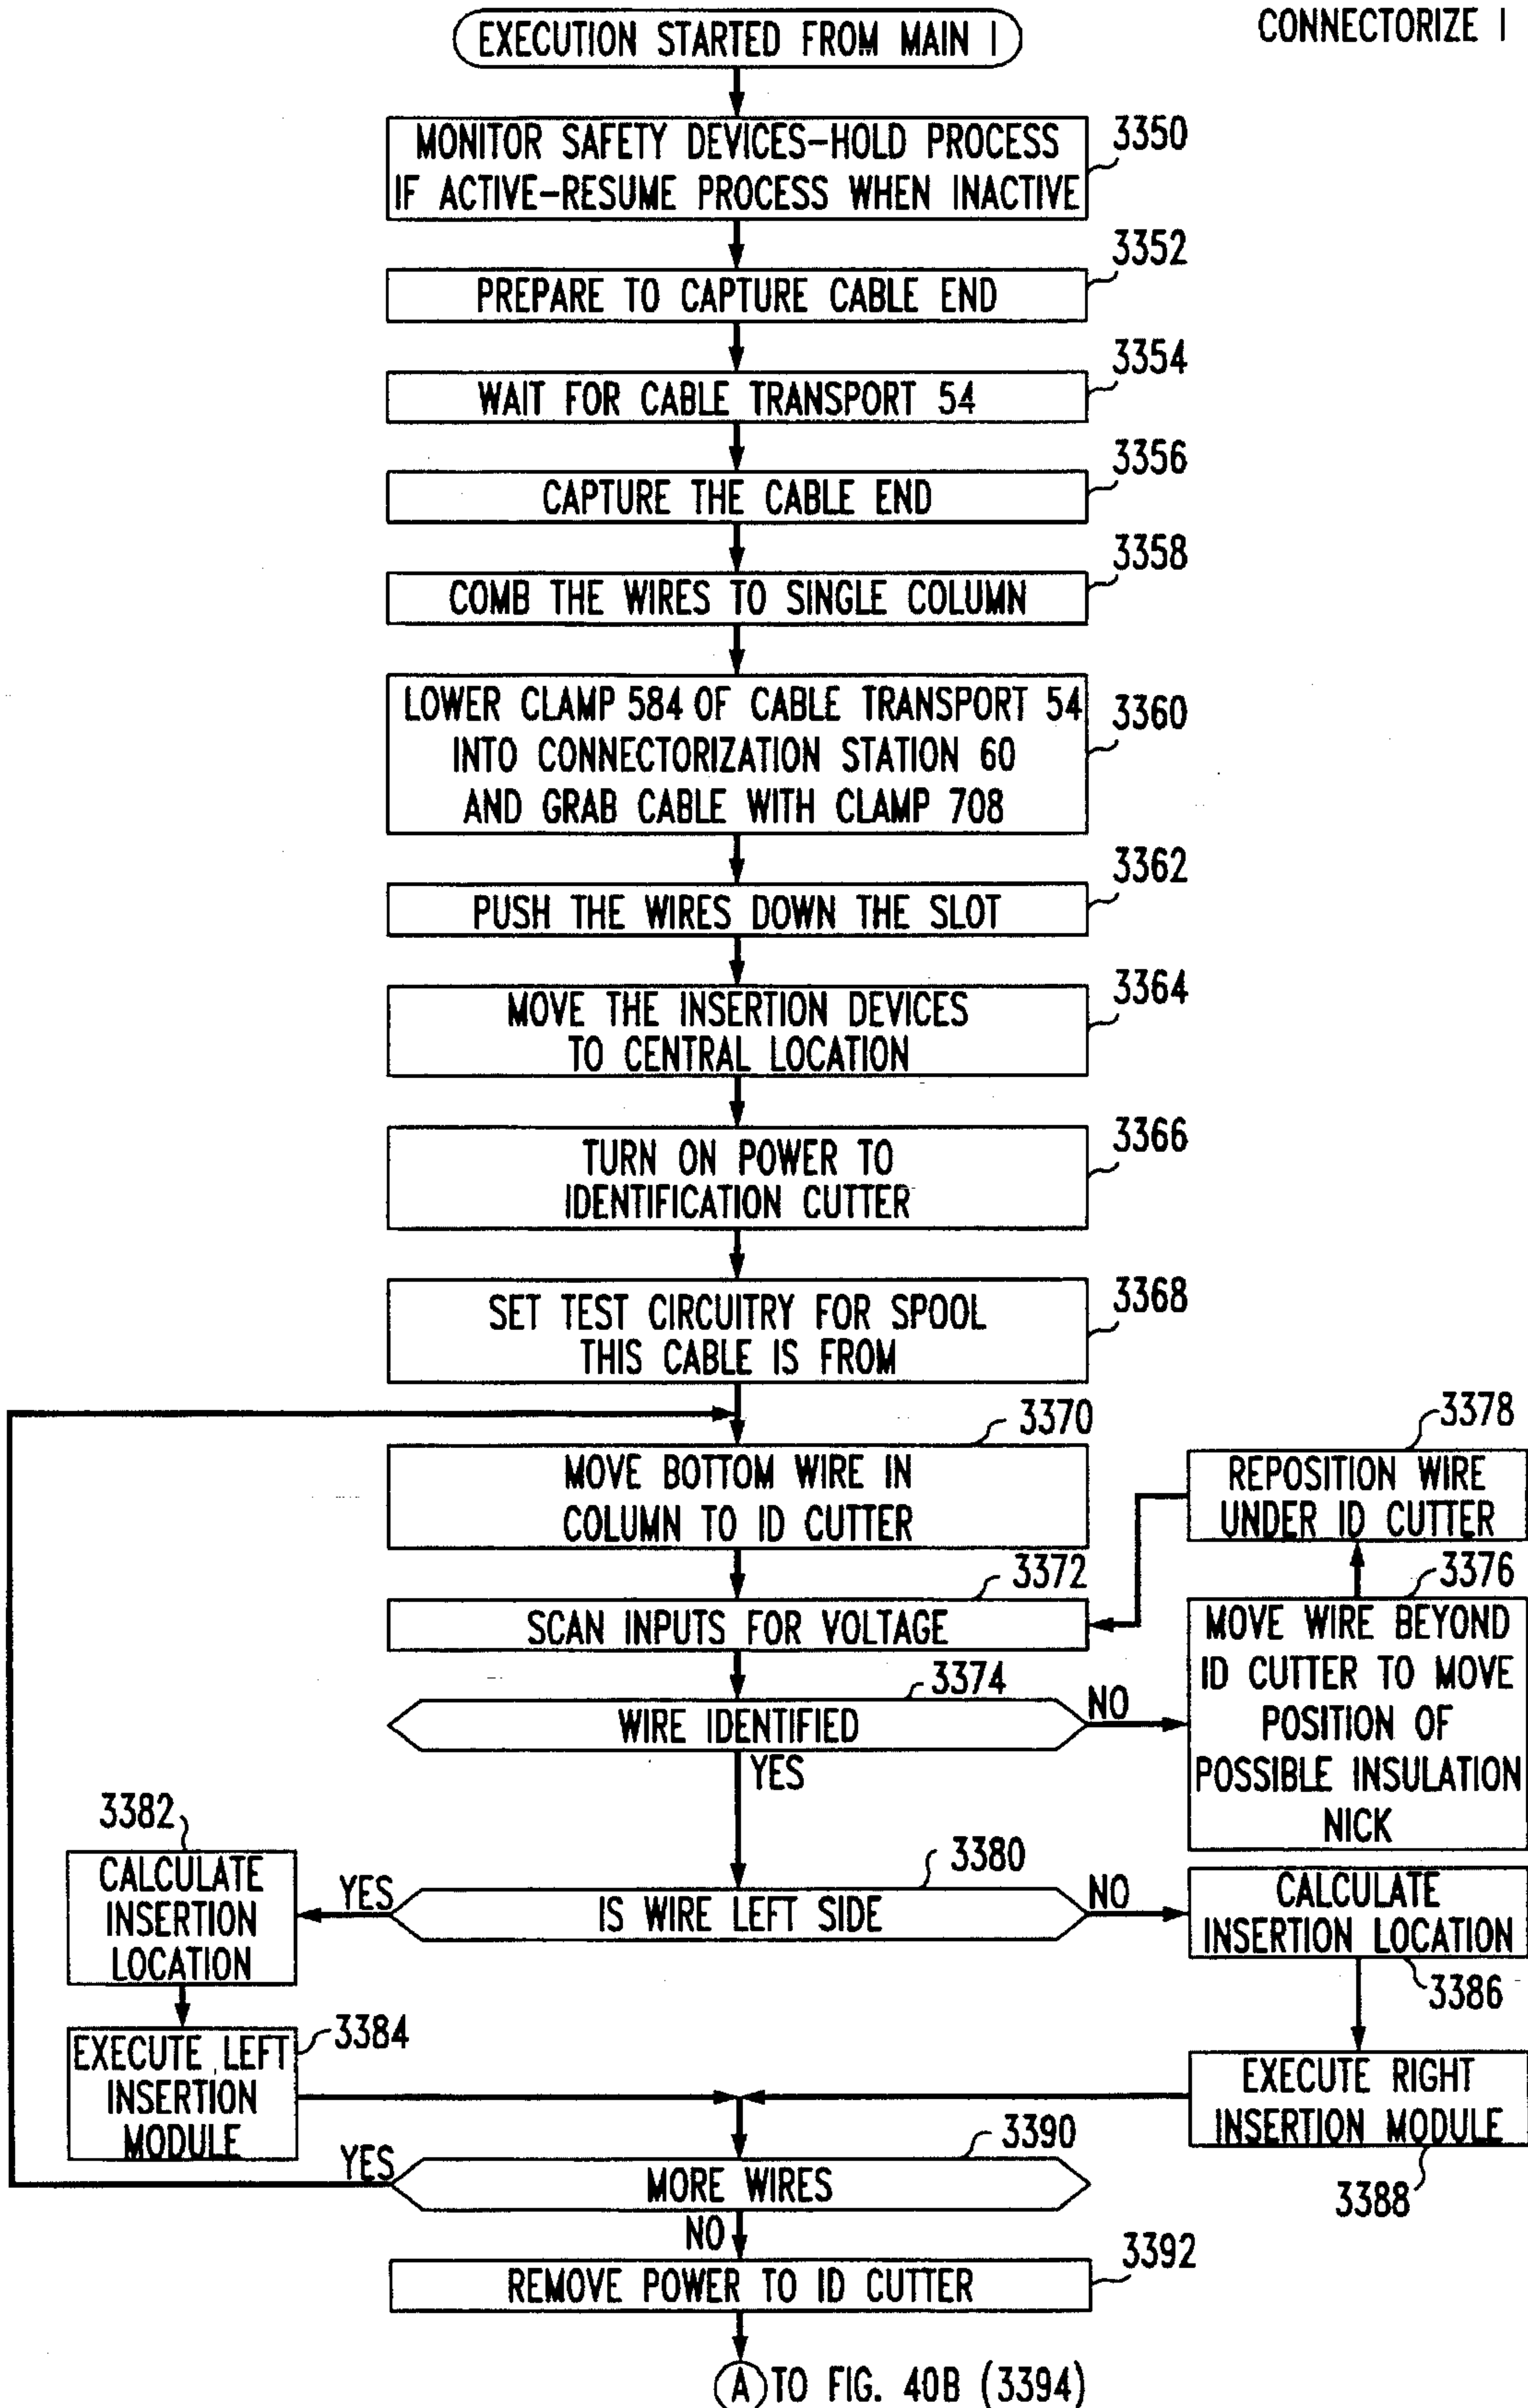 CONNECTORIZE 1
EXECUTION STARTED FROM MAIN 1
MONITOR SAFETY DEVICES-HOLD PROCESS
IF ACTIVE-RESUME PROCESS WHEN INACTIVE
3350
3352
PREPARE TO CAPTURE CABLE END
3354
WAIT FOR CABLE TRANSPORT 54
3356
CAPTURE THE CABLE END
3358
COMB THE WIRES TO SINGLE COLUMN
LOWER CLAMP 584 OF CABLE TRANSPORT 54
INTO CONNECTORIZATION STATION 60
AND GRAB CABLE WITH CLAMP 708
3360
3362
PUSH THE WIRES DOWN THE SLOT
3364
MOVE THE INSERTION DEVICES
TO CENTRAL LOCATION
3366
TURN ON POWER TO
IDENTIFICATION CUTTER
3368
SET TEST CIRCUITRY FOR SPOOL
THIS CABLE IS FROM
3370
MOVE BOTTOM WIRE IN
COLUMN TO ID CUTTER
3378
REPOSITION WIRE
UNDER ID CUTTER
3372
SCAN INPUTS FOR VOLTAGE
3376
MOVE WIRE BEYOND
ID CUTTER TO MOVE
POSITION OF
POSSIBLE INSULATION
NICK
3374
WIRE IDENTIFIED
NO
YES
3380
IS WIRE LEFT SIDE
YES
NO
3382
CALCULATE
INSERTION
LOCATION
CALCULATE
INSERTION LOCATION
3386
3384
EXECUTE LEFT
INSERTION
MODULE
EXECUTE RIGHT
INSERTION MODULE
3388
3390
MORE WIRES
YES
NO
3392
REMOVE POWER TO ID CUTTER
A TO FIG. 40B (3394)